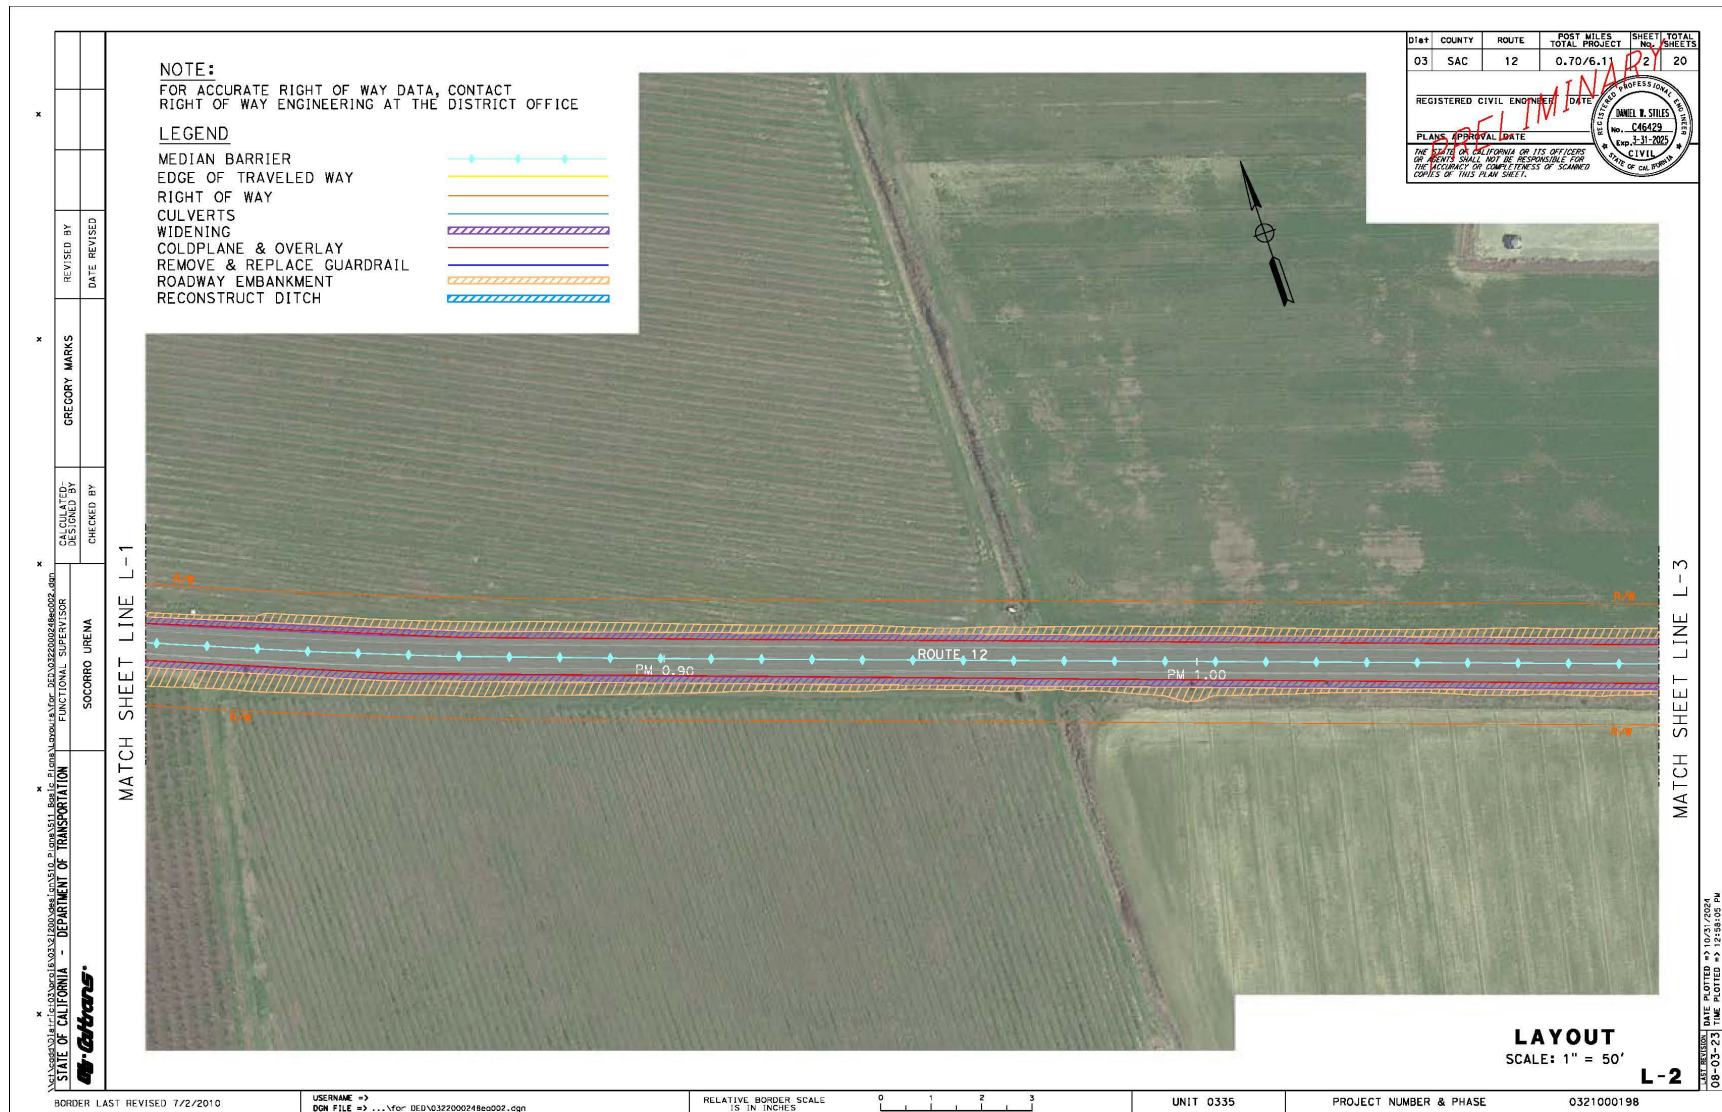 NOTE:
FOR ACCURATE RIGHT OF WAY DATA, CONTACT
RIGHT OF WAY ENGINEERING AT THE DISTRICT OFFICE
LEGEND
MEDIAN BARRIER
EDGE OF TRAVELED WAY
RIGHT OF WAY
CULVERTS
WIDENING
COLDPLANE & OVERLAY
REMOVE & REPLACE GUARDRAIL
ROADWAY EMBANKMENT
RECONSTRUCT DITCH
Dist COUNTY ROUTE POST MILES TOTAL PROJECT SHEET No. TOTAL SHEETS
03 SAC 12 0.70/6.11 2 20
REGISTERED CIVIL ENGINEER DATE
PLANS APPROVAL DATE
THE STATE OF CALIFORNIA OR ITS OFFICERS
OR AGENTS SHALL NOT BE RESPONSIBLE FOR
THE ACCURACY OR COMPLETENESS OF SCANNED
COPIES OF THIS PLAN SHEET.
PRELIMINARY
REGISTERED PROFESSIONAL ENGINEER
DANIEL W. STILES
No. C46429
Exp. 3-31-2025
CIVIL
STATE OF CALIFORNIA
REVISED BY
DATE REVISED
GREGORY MARKS
CALCULATED-
DESIGNED BY
CHECKED BY
FUNCTIONAL SUPERVISOR
SOCORRO URENA
STATE OF CALIFORNIA - DEPARTMENT OF TRANSPORTATION
Caltrans
MATCH SHEET LINE L-1
R/W
R/W
ROUTE 12
PM 0.90
PM 1.00
R/W
R/W
MATCH SHEET LINE L-3
LAYOUT
SCALE: 1" = 50'
L-2
LAST REVISION
08-03-23
DATE PLOTTED => 10/31/2024
TIME PLOTTED => 12:58:05 PM
BORDER LAST REVISED 7/2/2010
USERNAME =>
DGN FILE => ...\for DED\0322000248ea002.dgn
RELATIVE BORDER SCALE
IS IN INCHES
0 1 2 3
UNIT 0335
PROJECT NUMBER & PHASE
0321000198